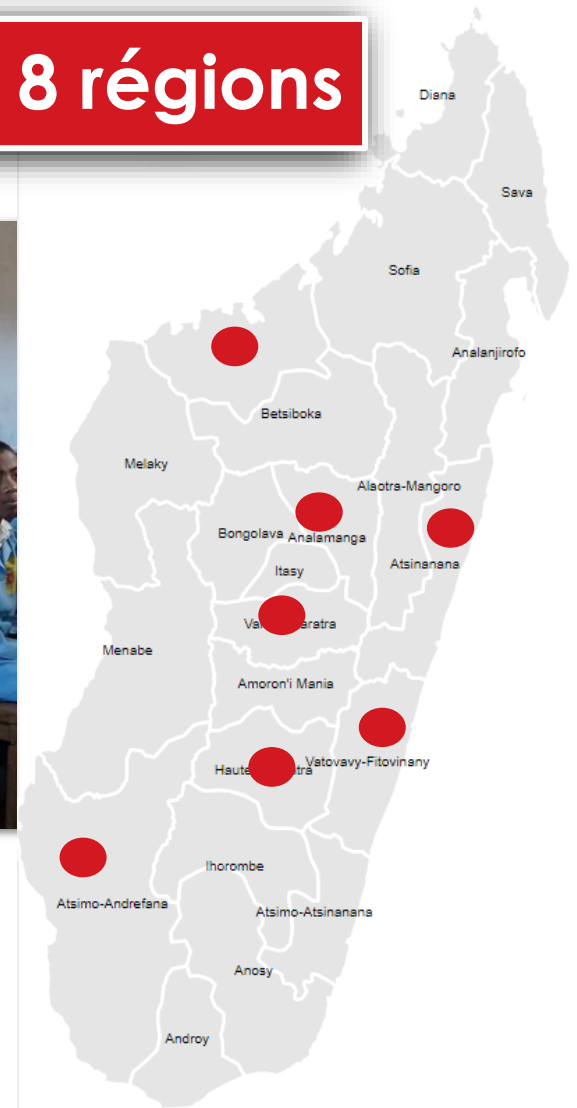 8 régions
Diana
Sava
Sofia
Analanjirofo
Betsiboka
Melaky
Alaotra-Mangoro
Bongolava
Analamanga
Atsinanana
Itasy
Menabe
Amoron'i Mania
Vatovavy-Fitovinany
Haute
Ihorombe
Atsimo-Andrefana
Atsimo-Atsinanana
Anosy
Androy